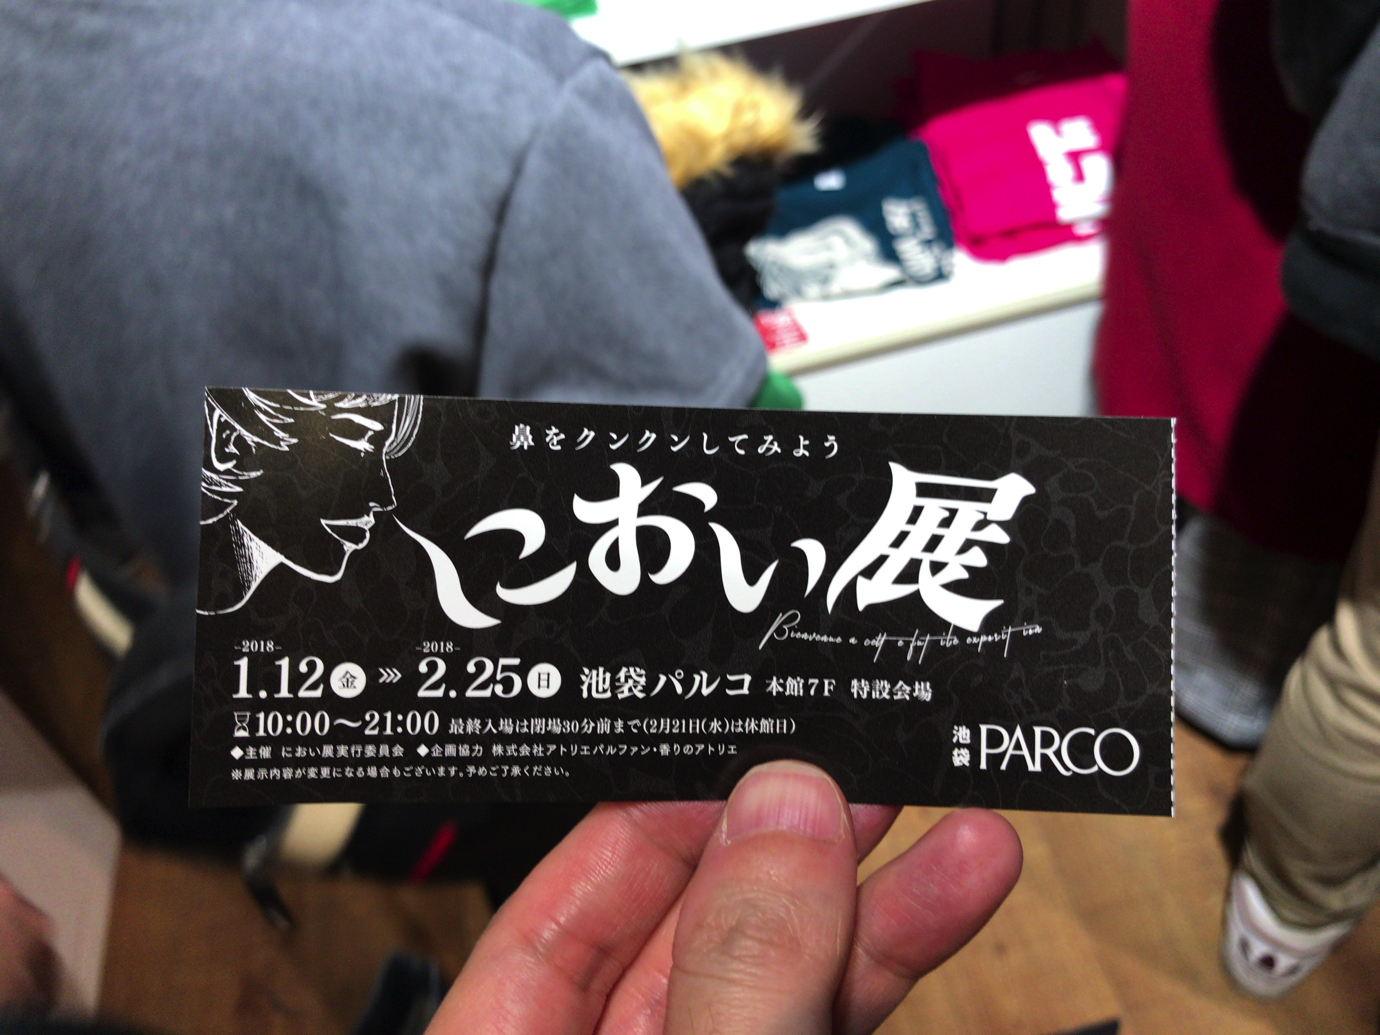 鼻をクンクンしてみよう
におい展
-2018-
1.12金 »» -2018- 2.25日 池袋パルコ 本館7F 特設会場
10:00〜21:00 最終入場は閉場30分前まで(2月21日(水)は休館日)
◆主催 におい展実行委員会 ◆企画協力 株式会社アトリエパルファン・香りのアトリエ
※展示内容が変更になる場合もございます。予めご了承ください。
池袋 PARCO